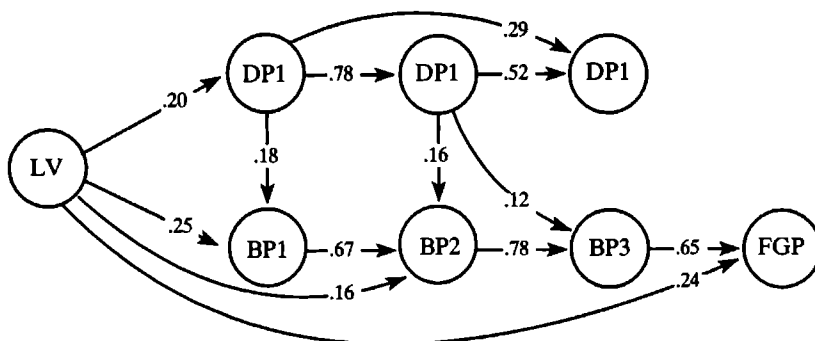 .29
DP1 .78 DP1 .52 DP1
.20
.18 .16
LV .12
.25
BP1 .67 BP2 .78 BP3 .65 FGP
.16 .24